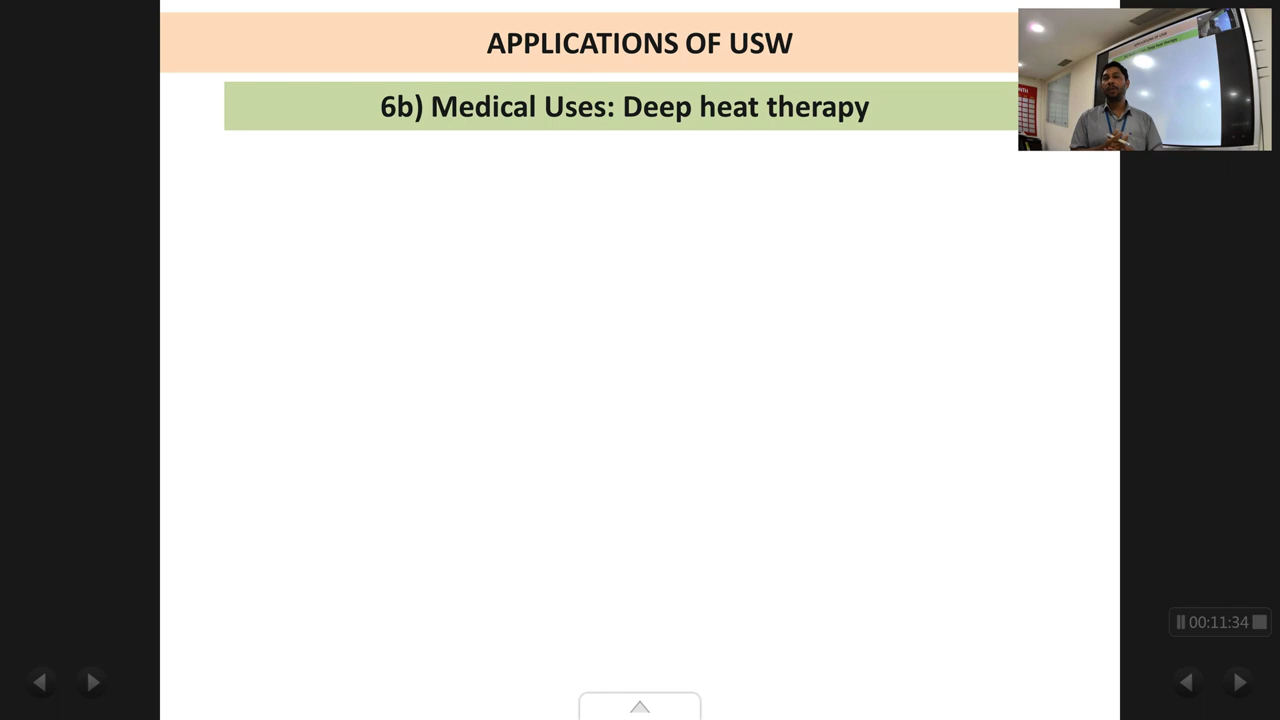 APPLICATIONS OF USW
6b) Medical Uses: Deep heat therapy
00:11:34